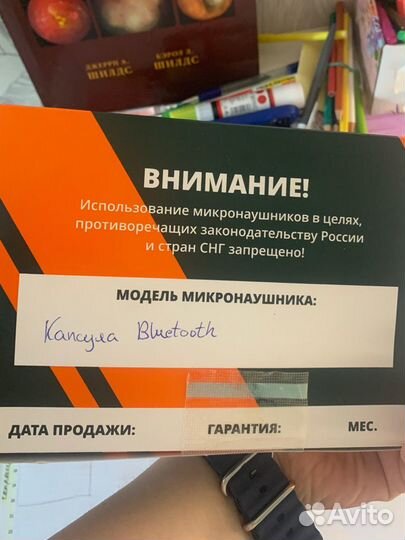 ДЖЕРРИ А. ШИЛДС
КЭРОЛ Л. ШИЛДС
ВНИМАНИЕ!
Использование микронаушников в целях,
противоречащих законодательству России
и стран СНГ запрещено!
МОДЕЛЬ МИКРОНАУШНИКА:
Капсула Bluetooth
ДАТА ПРОДАЖИ: ГАРАНТИЯ: МЕС.
Avito